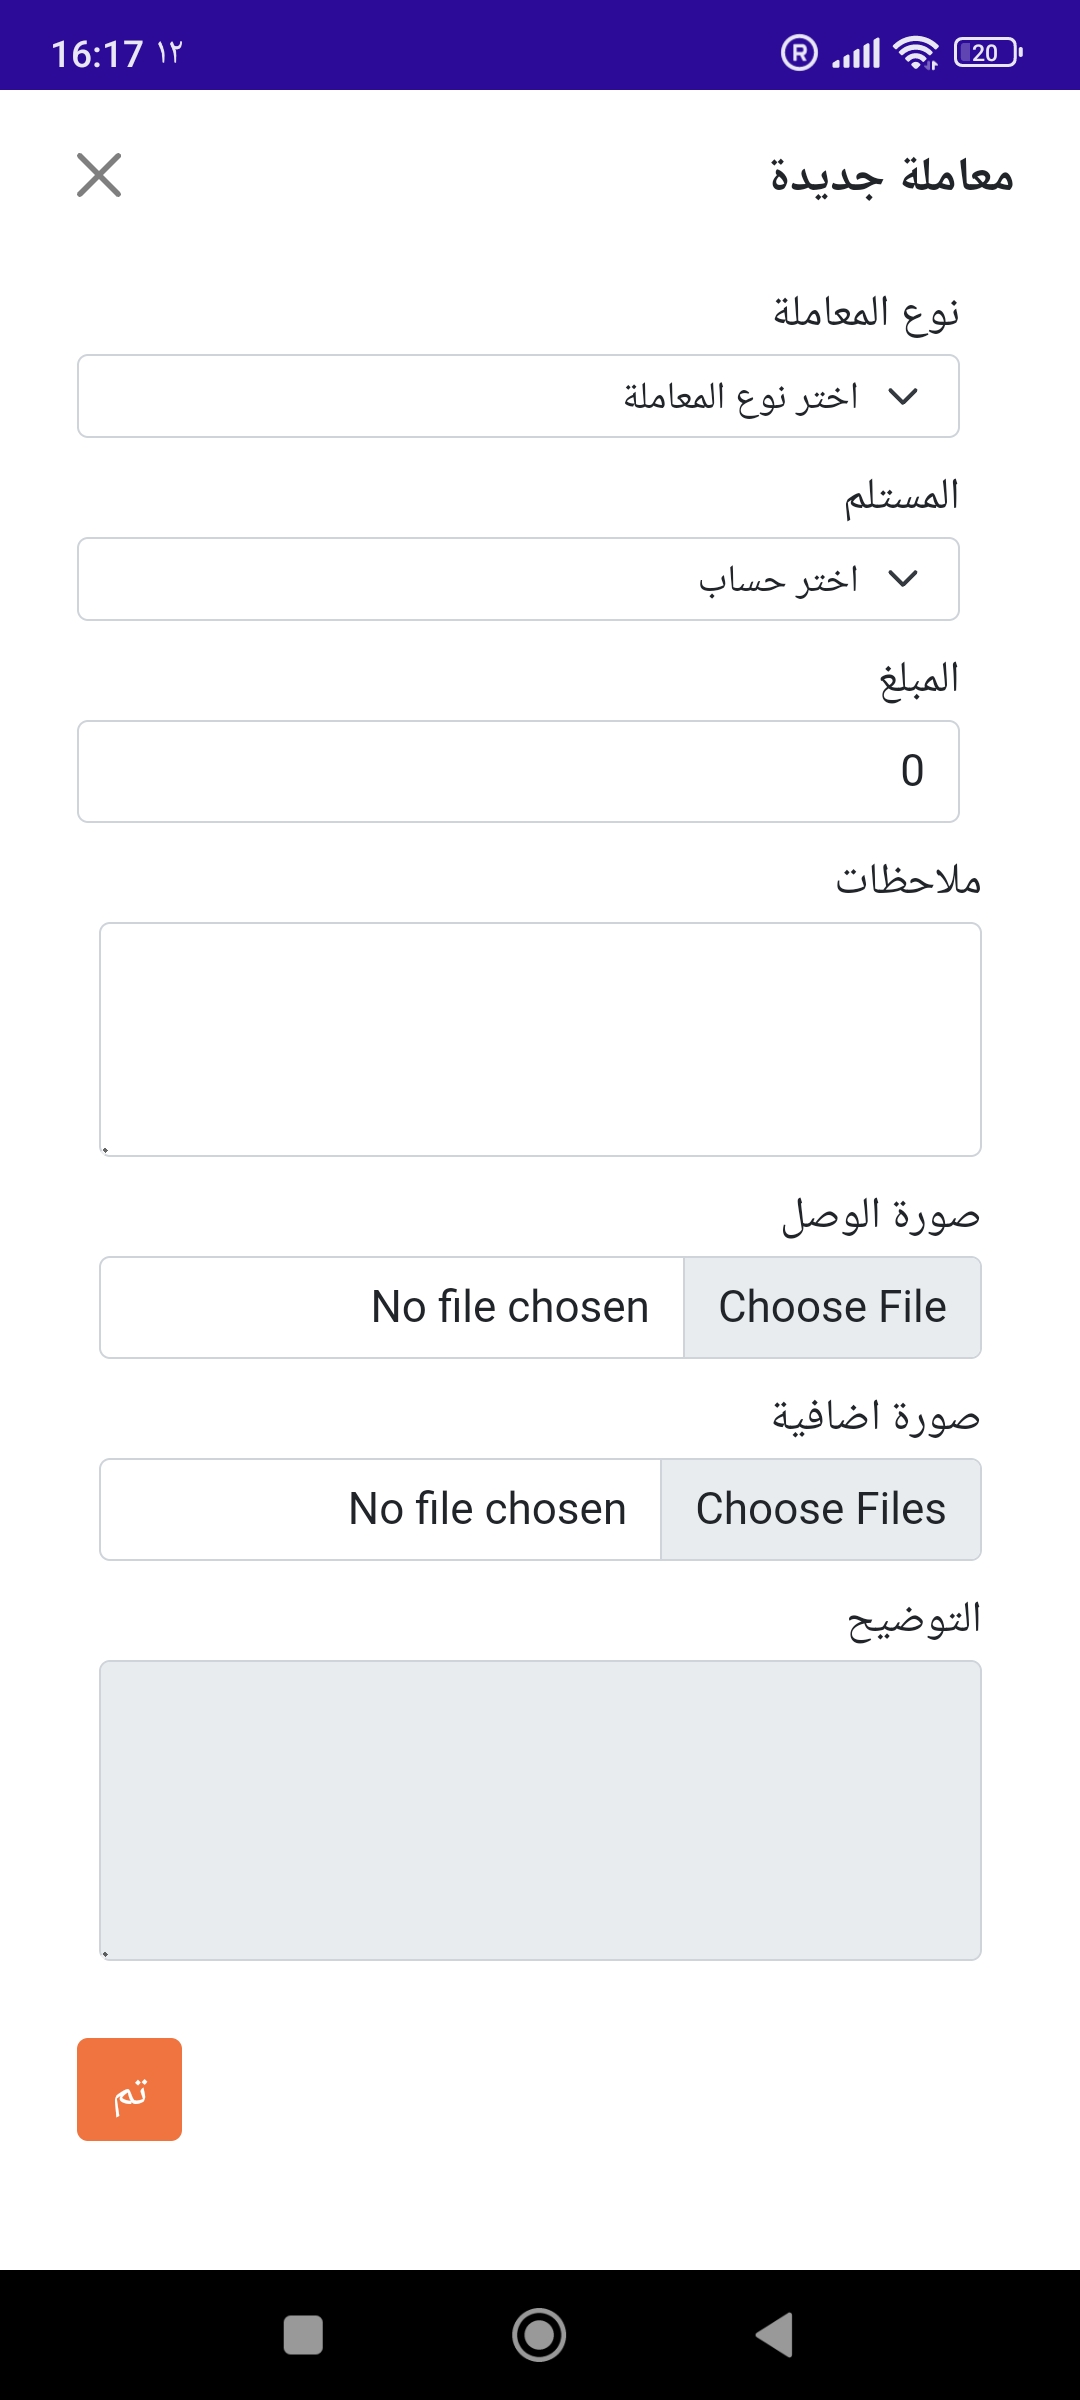 16:17 ١٢
R
20
معاملة جديدة
نوع المعاملة
اختر نوع المعاملة
المستلم
اختر حساب
المبلغ
0
ملاحظات
صورة الوصل
Choose File No file chosen
صورة اضافية
Choose Files No file chosen
التوضيح
تم